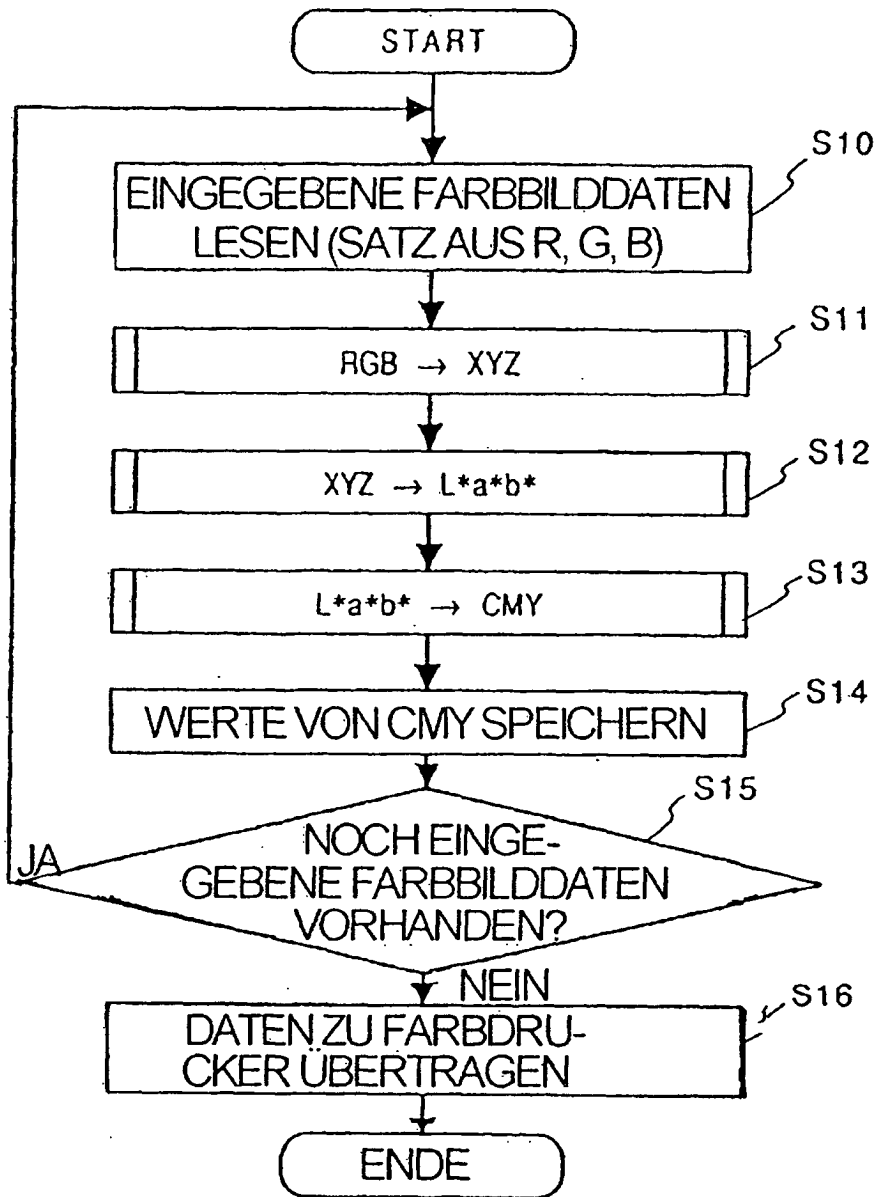 START
S10
EINGEGEBENE FARBBILDDATEN
LESEN (SATZ AUS R, G, B)
S11
RGB → XYZ
S12
XYZ → L*a*b*
S13
L*a*b* → CMY
S14
WERTE VON CMY SPEICHERN
S15
NOCH EINGE-
JA
GEBENE FARBBILDDATEN
VORHANDEN?
NEIN
S16
DATEN ZU FARBDRU-
CKER ÜBERTRAGEN
ENDE